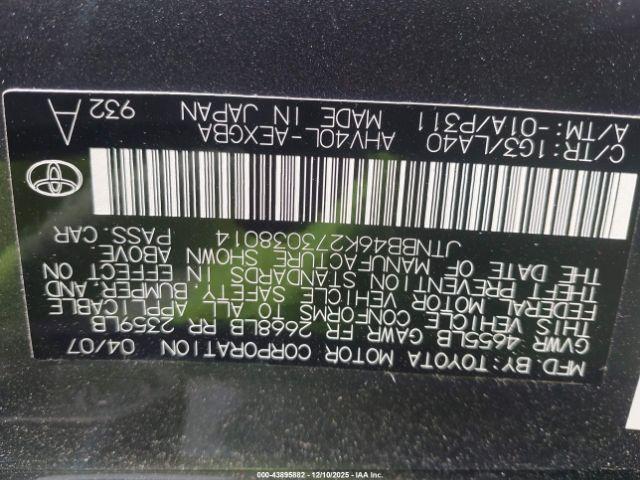 MFD. BY: TOYOTA MOTOR CORPORATION 04/07
GVWR 4655LB GAWR FR 2668LB RR 2359LB
THIS VEHICLE CONFORMS TO ALL APPLICABLE
FEDERAL MOTOR VEHICLE SAFETY, BUMPER, AND
THEFT PREVENTION STANDARDS IN EFFECT ON
THE DATE OF MANUFACTURE SHOWN ABOVE.
JTNBB46K273038014 PASS. CAR
C/TR: 1G3/LA40 AHV40L-AEXGBA
A/TM: -01A/P311 MADE IN JAPAN
932 A
TOYOTA
000-43895882 - 12/10/2025 - IAA Inc.